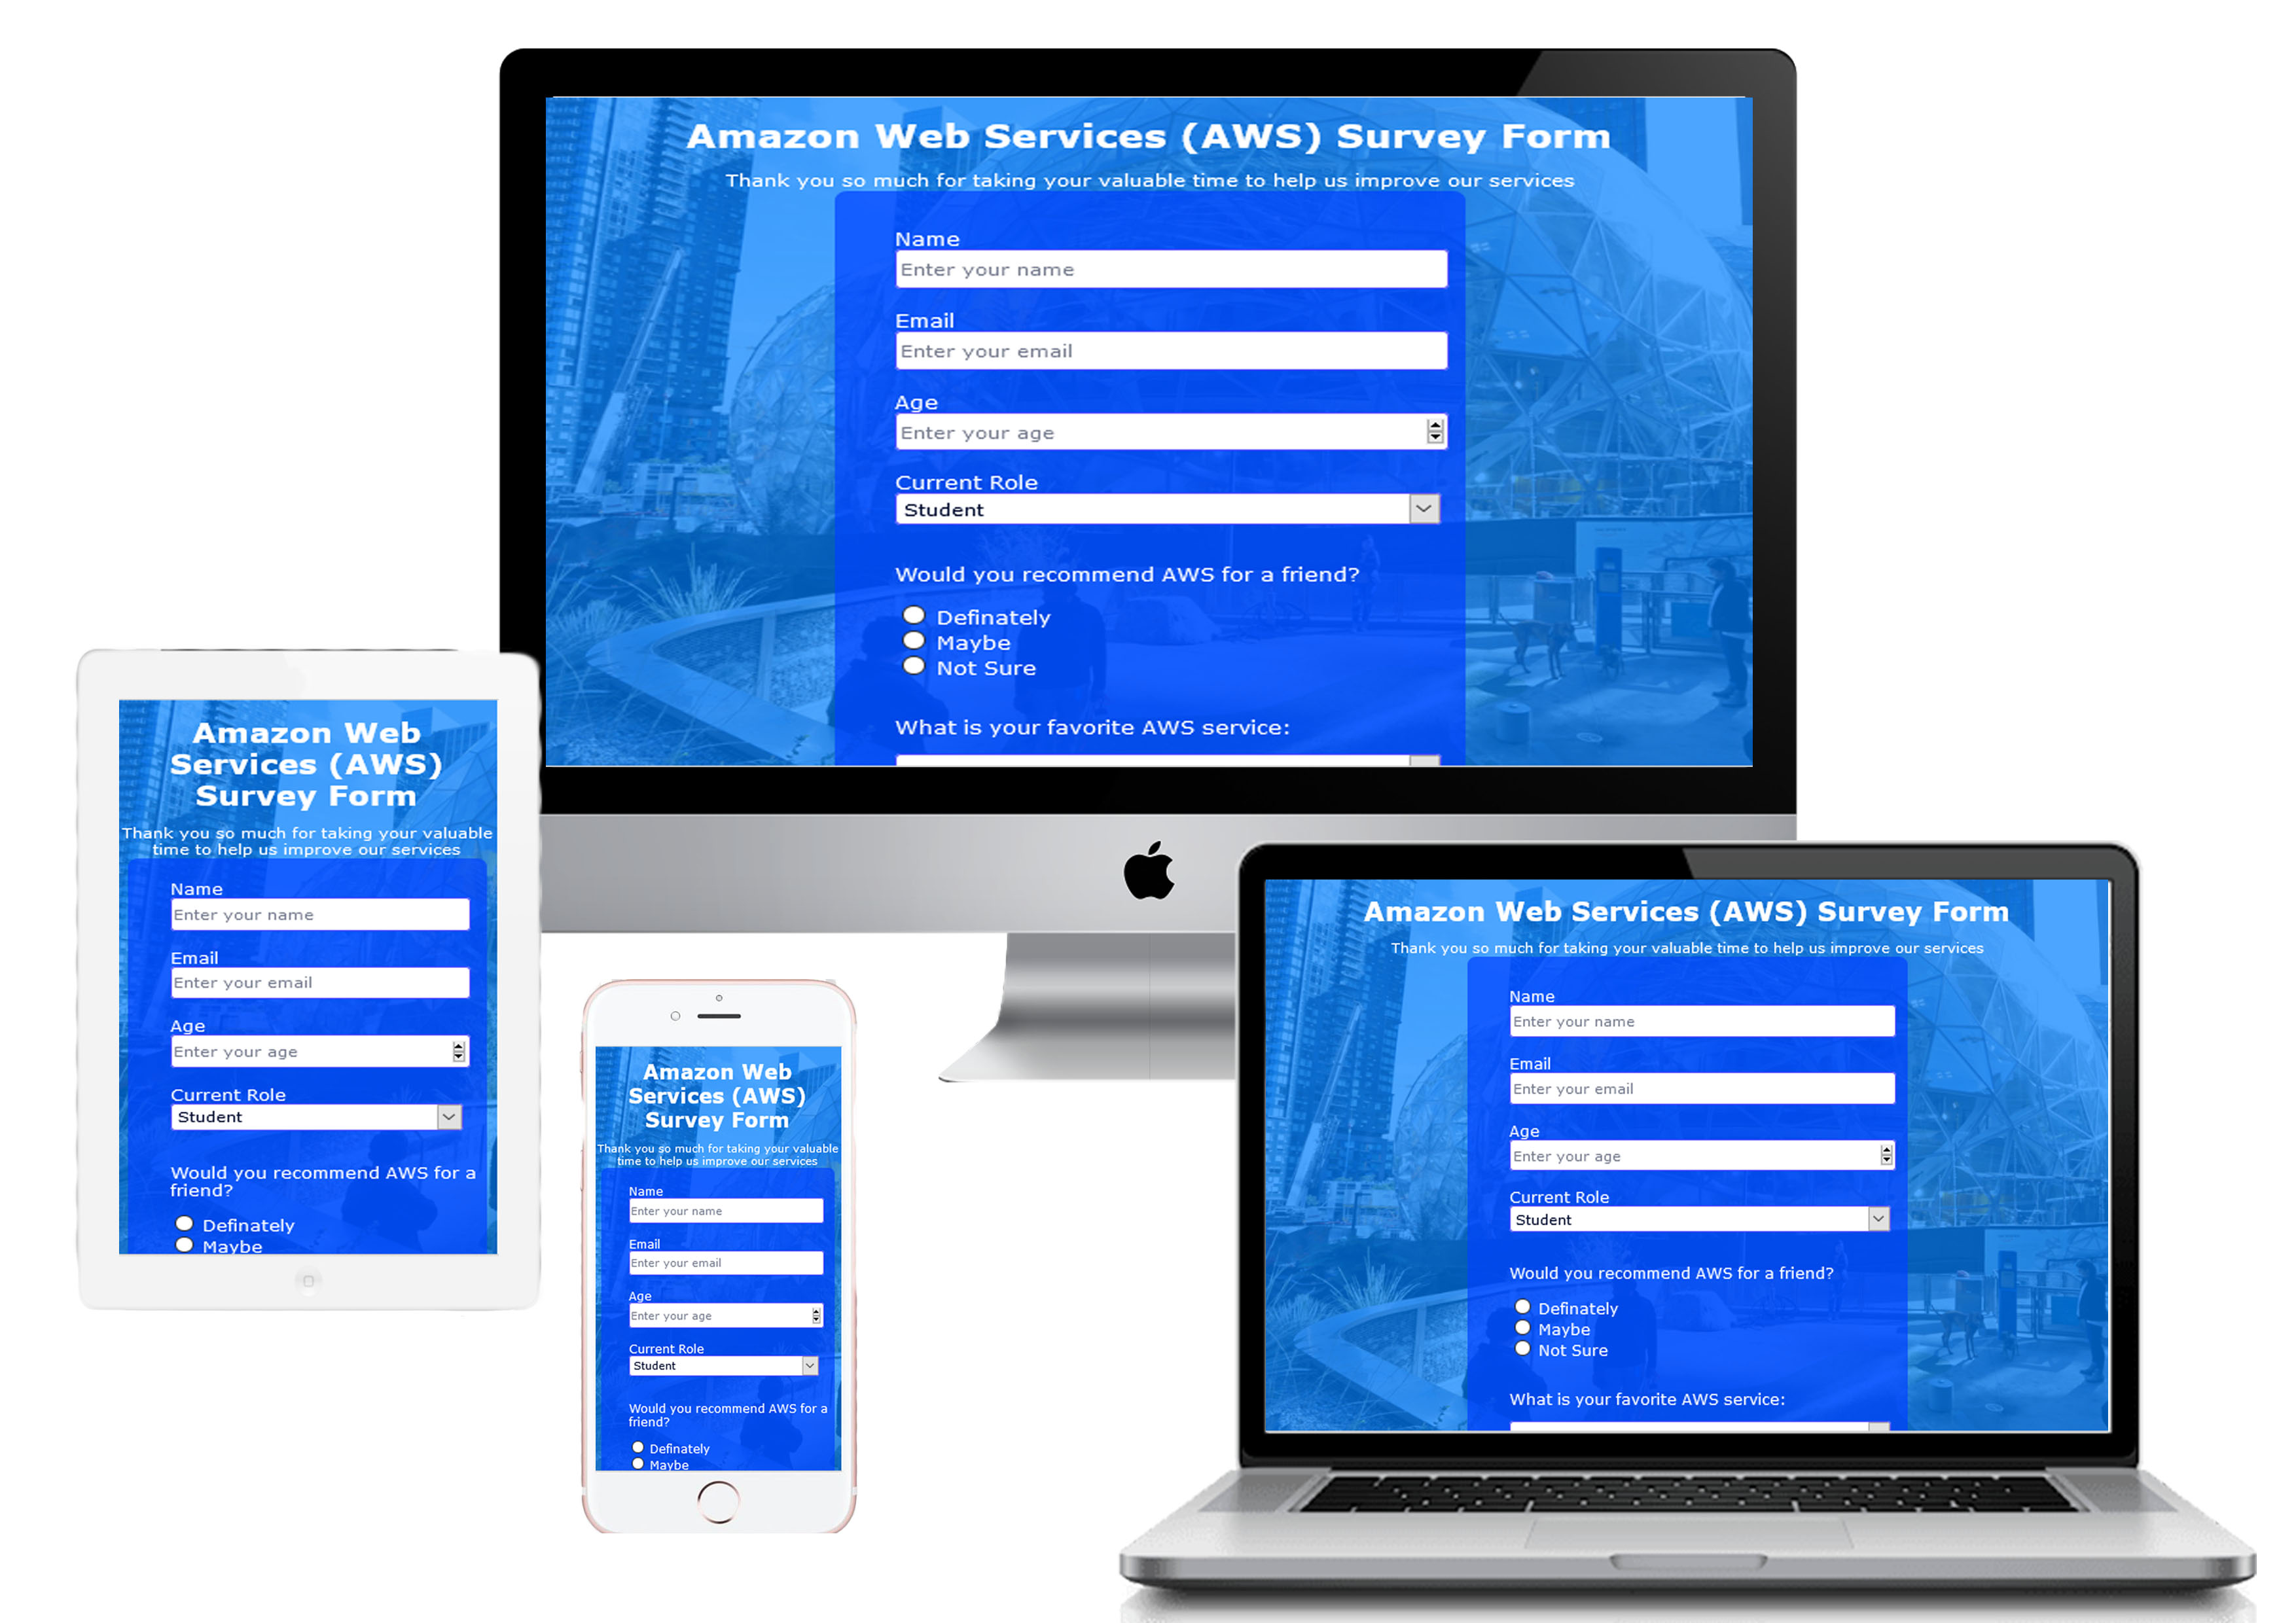 Amazon Web Services (AWS) Survey Form
Thank you so much for taking your valuable time to help us improve our services
Name
Enter your name
Email
Enter your email
Age
Enter your age
Current Role
Student
Would you recommend AWS for a friend?
Definately
Maybe
Not Sure
What is your favorite AWS service:
Amazon Web
Services (AWS)
Survey Form
Thank you so much for taking your valuable
time to help us improve our services
Name
Enter your name
Email
Enter your email
Age
Enter your age
Current Role
Student
Would you recommend AWS for a
friend?
Definately
Maybe
Amazon Web
Services (AWS)
Survey Form
Thank you so much for taking your valuable
time to help us improve our services
Name
Enter your name
Email
Enter your email
Age
Enter your age
Current Role
Student
Would you recommend AWS for a
friend?
Definately
Maybe
Amazon Web Services (AWS) Survey Form
Thank you so much for taking your valuable time to help us improve our services
Name
Enter your name
Email
Enter your email
Age
Enter your age
Current Role
Student
Would you recommend AWS for a friend?
Definately
Maybe
Not Sure
What is your favorite AWS service: